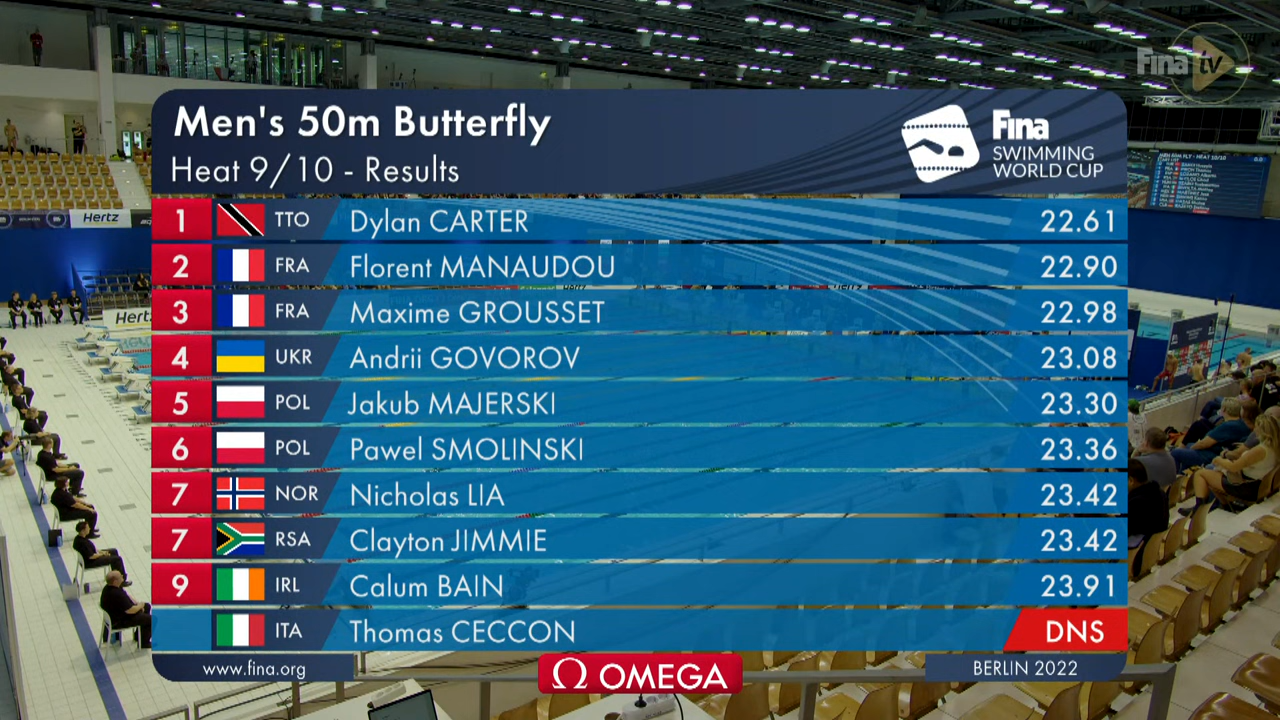 Fina tv
Men's 50m Butterfly
Heat 9/10 - Results
Fina
SWIMMING
WORLD CUP
1 TTO Dylan CARTER 22.61
2 FRA Florent MANAUDOU 22.90
3 FRA Maxime GROUSSET 22.98
4 UKR Andrii GOVOROV 23.08
5 POL Jakub MAJERSKI 23.30
6 POL Pawel SMOLINSKI 23.36
7 NOR Nicholas LIA 23.42
7 RSA Clayton JIMMIE 23.42
9 IRL Calum BAIN 23.91
ITA Thomas CECCON DNS
www.fina.org
Ω OMEGA
BERLIN 2022
Hertz
Hertz